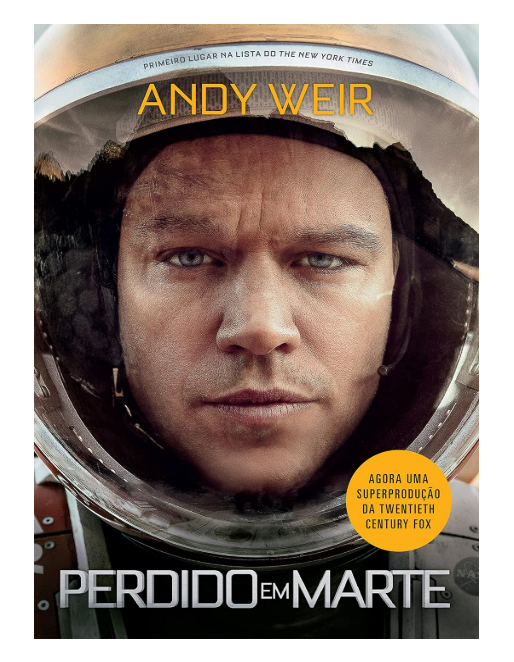 PRIMEIRO LUGAR NA LISTA DO THE NEW YORK TIMES
ANDY WEIR
AGORA UMA
SUPERPRODUÇÃO
DA TWENTIETH
CENTURY FOX
PERDIDO EM MARTE
NASA